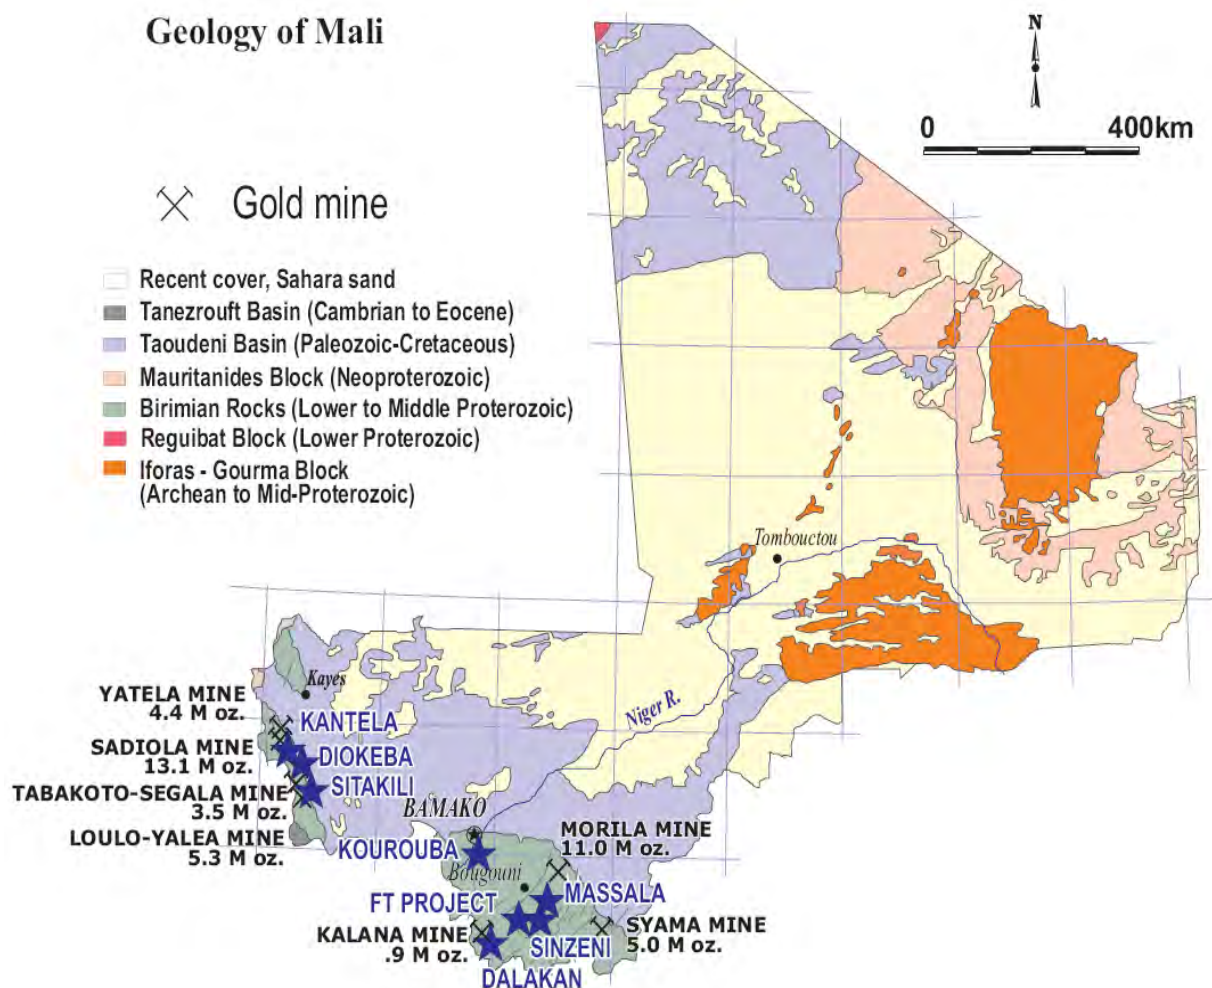 Geology of Mali
N
0 400km
Gold mine
Recent cover, Sahara sand
Tanezrouft Basin (Cambrian to Eocene)
Taoudeni Basin (Paleozoic-Cretaceous)
Mauritanides Block (Neoproterozoic)
Birimian Rocks (Lower to Middle Proterozoic)
Reguibat Block (Lower Proterozoic)
Iforas - Gourma Block
(Archean to Mid-Proterozoic)
Tombouctou
Kayes
Niger R.
YATELA MINE
4.4 M oz.
KANTELA
SADIOLA MINE
13.1 M oz.
DIOKEBA
SITAKILI
TABAKOTO-SEGALA MINE
3.5 M oz.
LOULO-YALEA MINE
5.3 M oz.
BAMAKO
KOUROUBA
MORILA MINE
11.0 M oz.
Bougouni
MASSALA
FT PROJECT
KALANA MINE
.9 M oz.
SYAMA MINE
5.0 M oz.
SINZENI
DALAKAN